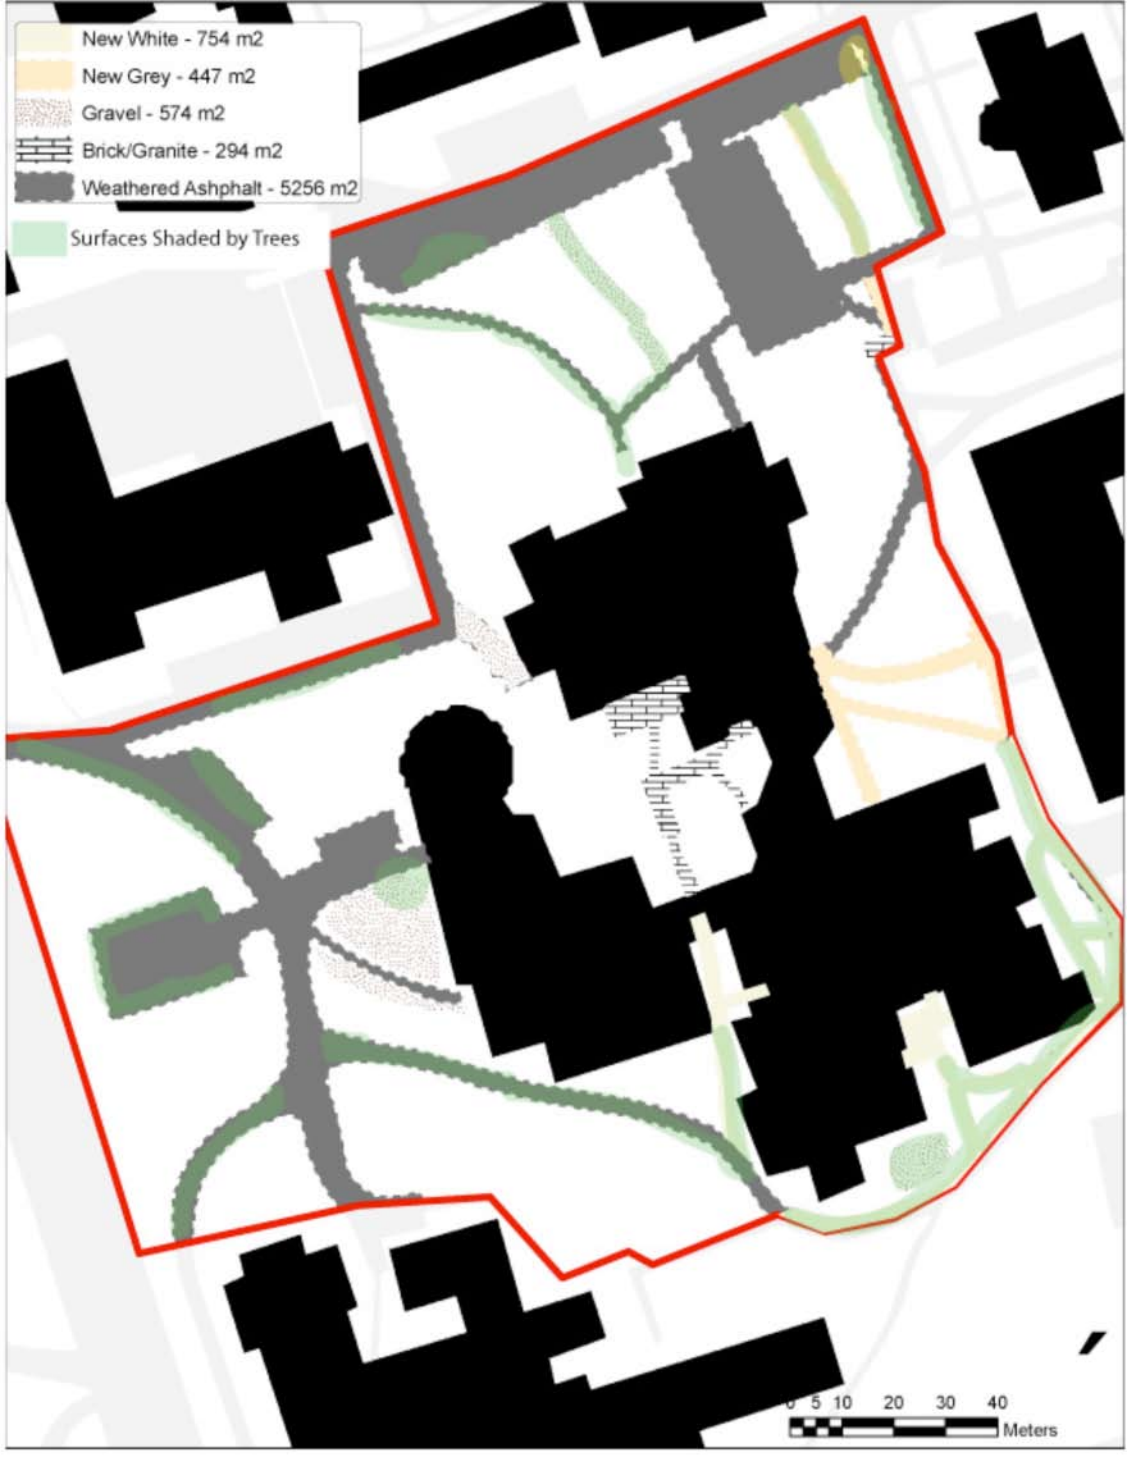 New White - 754 m2
New Grey - 447 m2
Gravel - 574 m2
Brick/Granite - 294 m2
Weathered Ashphalt - 5256 m2
Surfaces Shaded by Trees
0 5 10 20 30 40
Meters